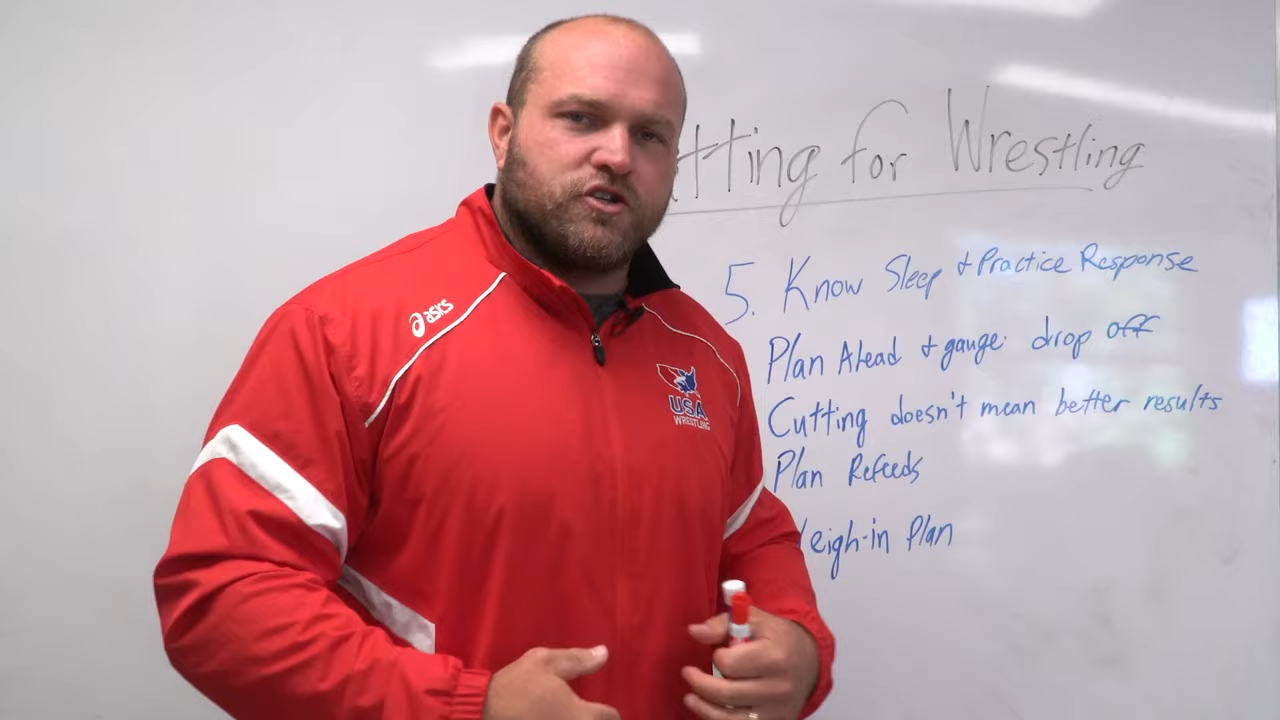 tting for Wrestling
5. Know Sleep + Practice Response
Plan Ahead + gauge drop off
Cutting doesn't mean better results
Plan Refeeds
eigh-in Plan
asics
USA
WRESTLING